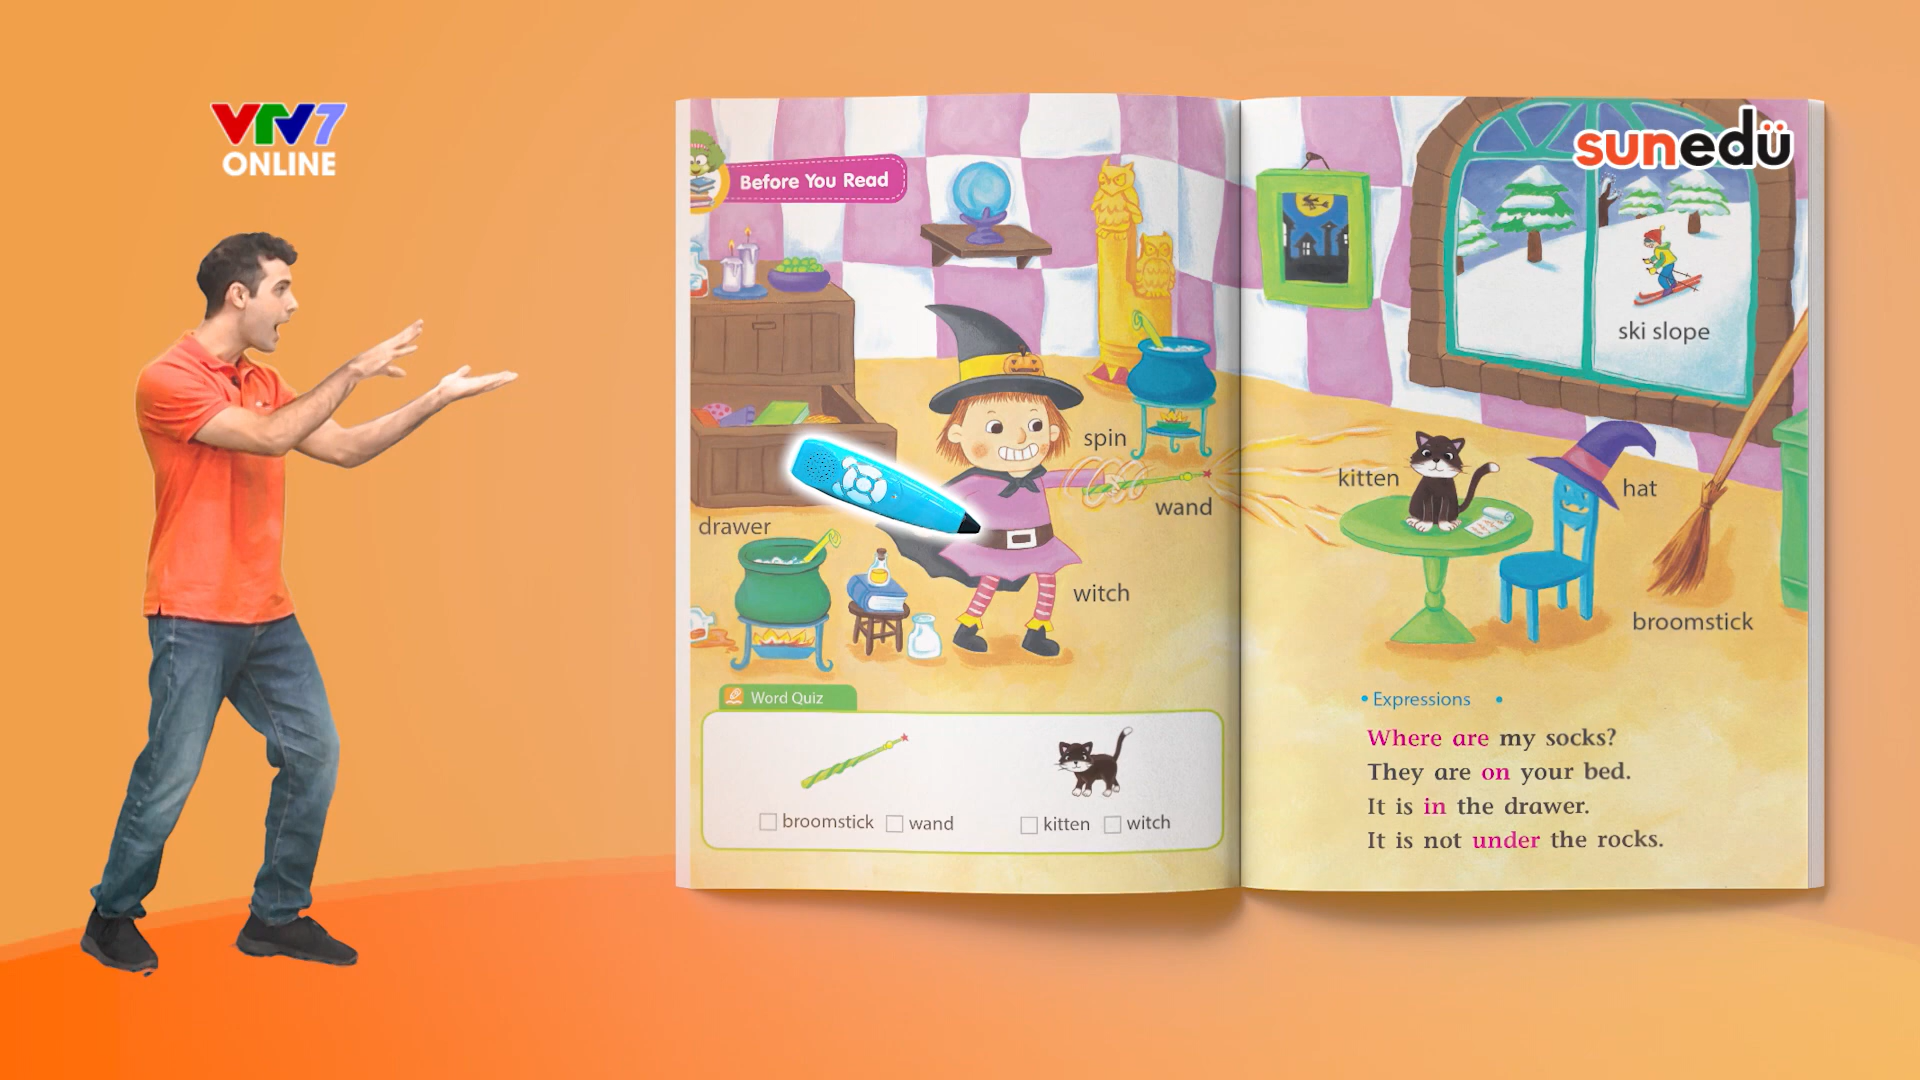 VTV7
ONLINE
sunedu
Before You Read
ski slope
spin
kitten
hat
wand
drawer
witch
broomstick
Word Quiz
broomstick
wand
kitten
witch
• Expressions •
Where are my socks?
They are on your bed.
It is in the drawer.
It is not under the rocks.